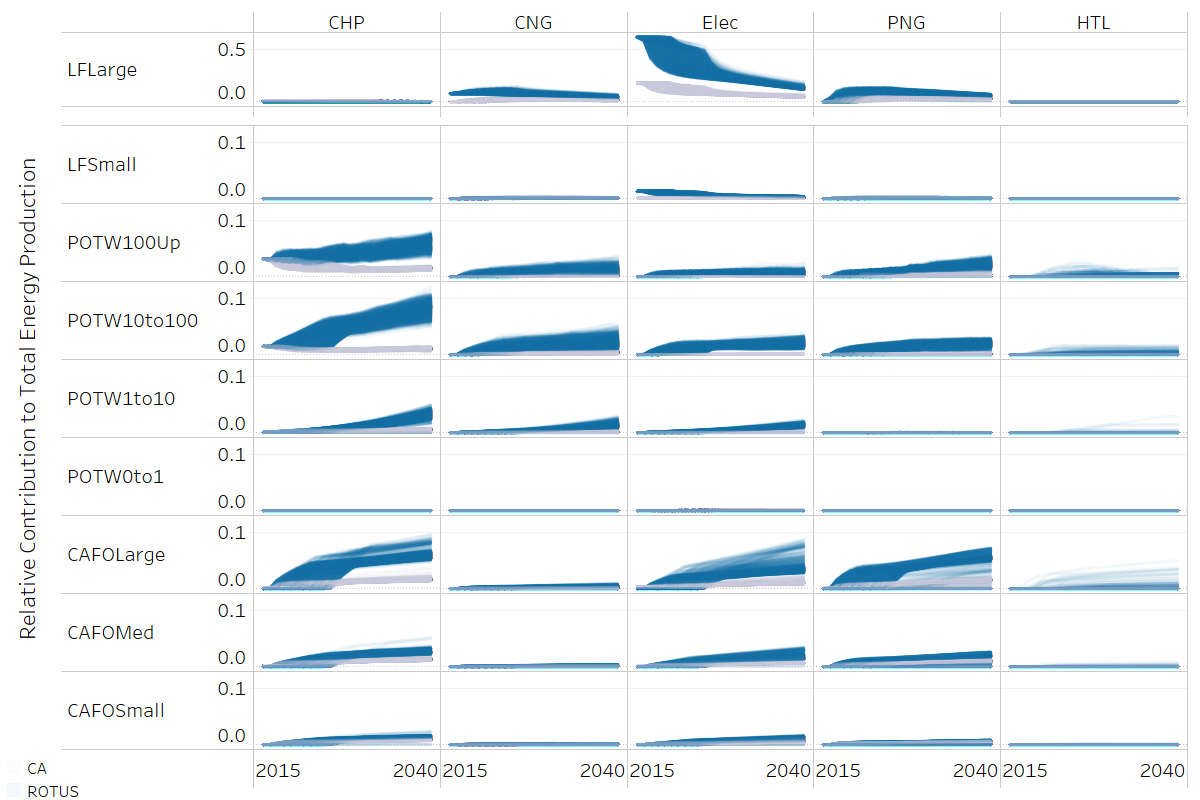 CHP CNG Elec PNG HTL
LFLarge 0.5
0.0
LFSmall 0.1
0.0
POTW100Up 0.1
0.0
POTW10to100 0.1
0.0
POTW1to10 0.1
0.0
POTW0to1 0.1
0.0
CAFOLarge 0.1
0.0
CAFOMed 0.1
0.0
CAFOSmall 0.1
0.0
Relative Contribution to Total Energy Production
2015 2040 2015 2040 2015 2040 2015 2040 2015 2040
CA
ROTUS